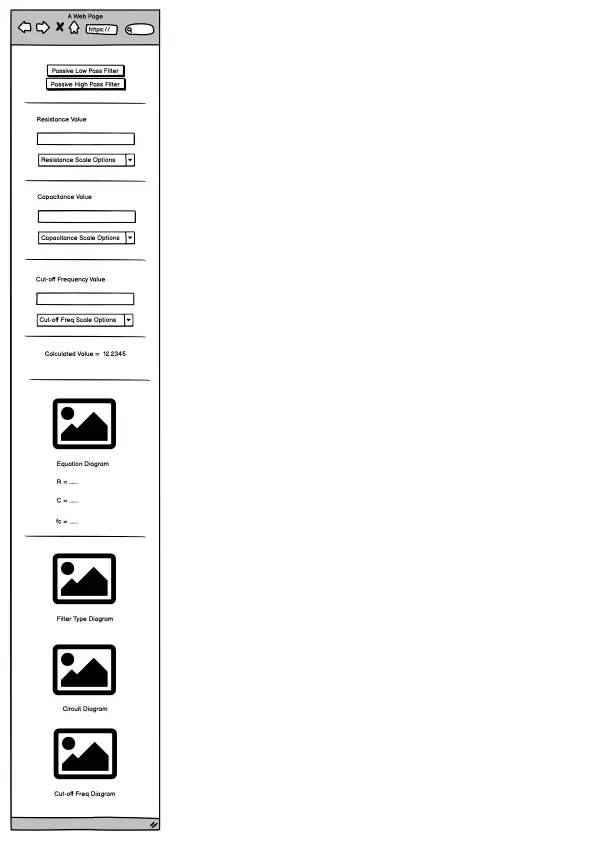 A Web Page
https://
Passive Low Pass Filter
Passive High Pass Filter
Resistance Value
Resistance Scale Options
Capacitance Value
Capacitance Scale Options
Cut-off Frequency Value
Cut-off Freq Scale Options
Calculated Value = 12.2345
Equation Diagram
R = .....
C = .....
fc = .....
Filter Type Diagram
Circuit Diagram
Cut-off Freq Diagram